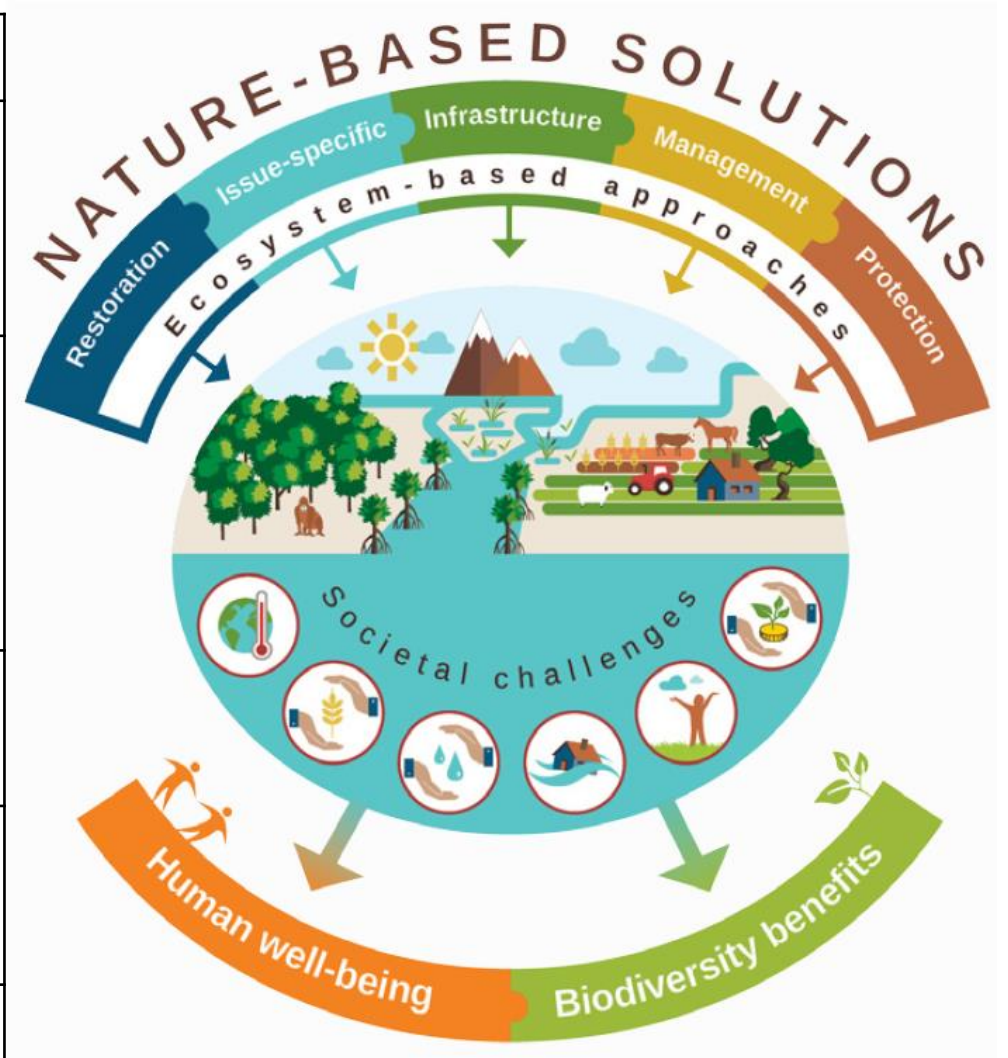 NATURE-BASED SOLUTIONS
Restoration
Issue-specific
Infrastructure
Management
Protection
Ecosystem-based approaches
Societal challenges
Human well-being
Biodiversity benefits